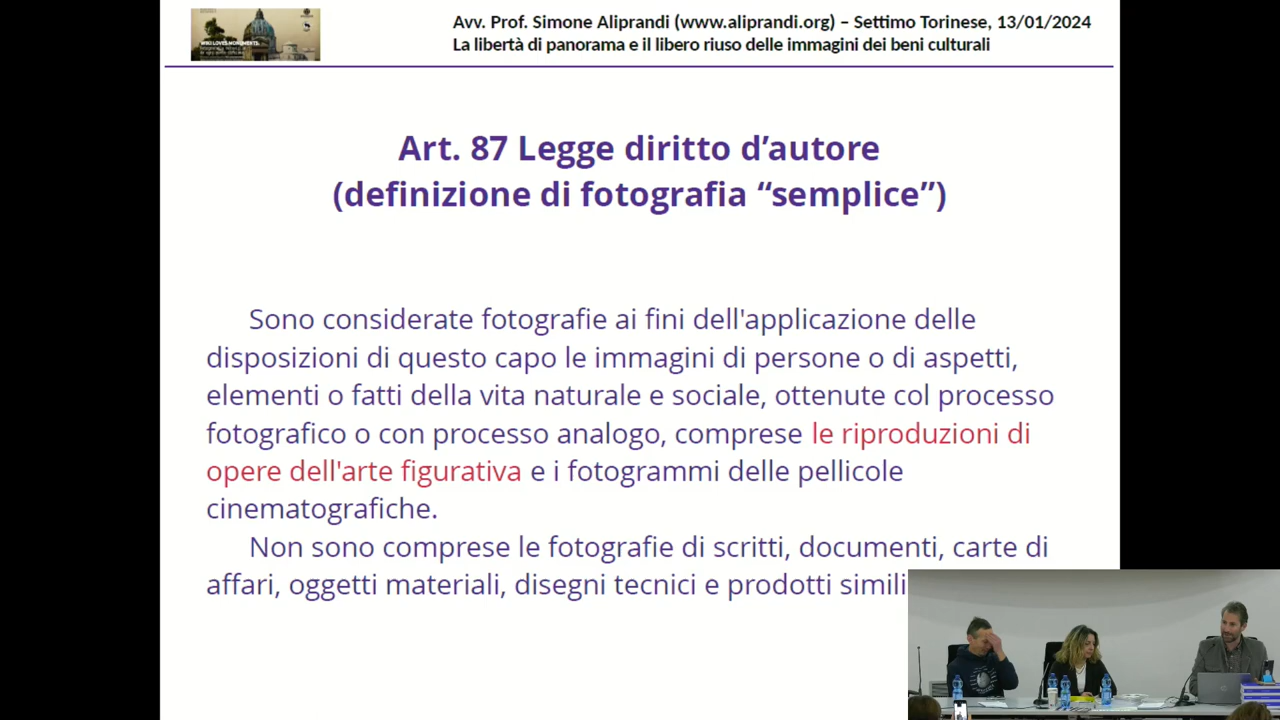 Avv. Prof. Simone Aliprandi (www.aliprandi.org) – Settimo Torinese, 13/01/2024
La libertà di panorama e il libero riuso delle immagini dei beni culturali
WIKI LOVES MONUMENTS:
Art. 87 Legge diritto d’autore
(definizione di fotografia “semplice”)
Sono considerate fotografie ai fini dell'applicazione delle
disposizioni di questo capo le immagini di persone o di aspetti,
elementi o fatti della vita naturale e sociale, ottenute col processo
fotografico o con processo analogo, comprese le riproduzioni di
opere dell'arte figurativa e i fotogrammi delle pellicole
cinematografiche.
Non sono comprese le fotografie di scritti, documenti, carte di
affari, oggetti materiali, disegni tecnici e prodotti simili